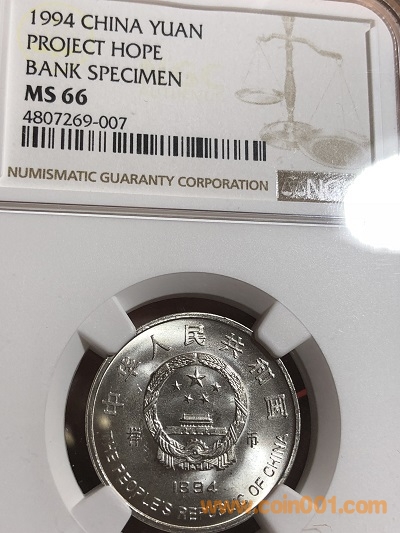 1994 CHINA YUAN
PROJECT HOPE
BANK SPECIMEN
MS 66
4807269-007
NUMISMATIC GUARANTY CORPORATION
NGC
中华人民共和国
样 币
1994
THE PEOPLE'S REPUBLIC OF CHINA
www.coin001.com